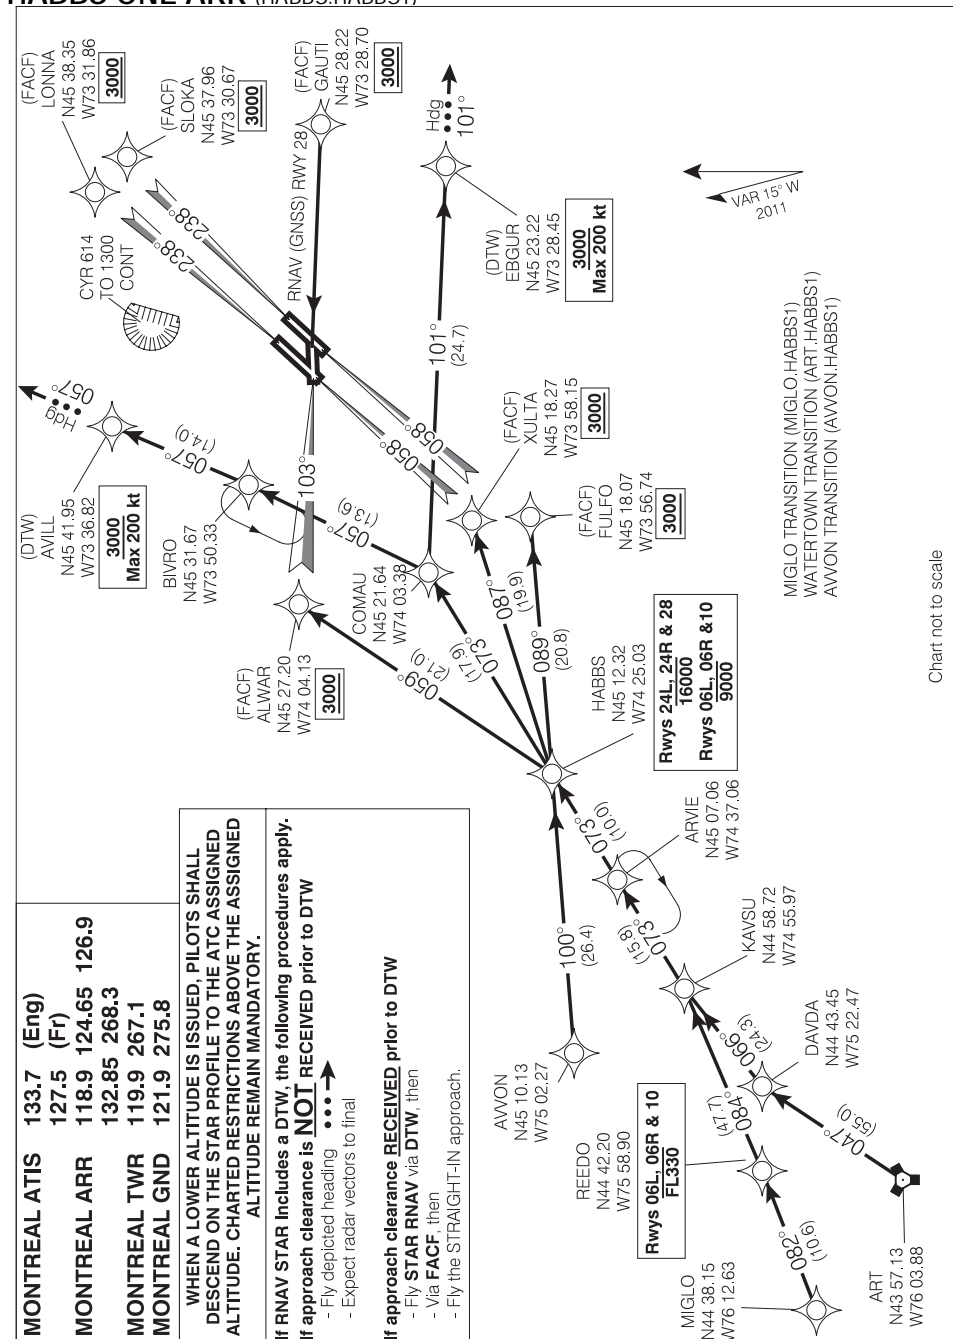 HABBS ONE ARR (HABBS.HABBS1)
MONTREAL ATIS 133.7 (Eng)
127.5 (Fr)
MONTREAL ARR 118.9 124.65 126.9
132.85 268.3
MONTREAL TWR 119.9 267.1
MONTREAL GND 121.9 275.8
WHEN A LOWER ALTITUDE IS ISSUED, PILOTS SHALL
DESCEND ON THE STAR PROFILE TO THE ATC ASSIGNED
ALTITUDE. CHARTED RESTRICTIONS ABOVE THE ASSIGNED
ALTITUDE REMAIN MANDATORY.
If RNAV STAR Includes a DTW, the following procedures apply.
If approach clearance is NOT RECEIVED prior to DTW
- Fly depicted heading
- Expect radar vectors to final
If approach clearance RECEIVED prior to DTW
- Fly STAR RNAV via DTW, then
- Via FACF, then
- Fly the STRAIGHT-IN approach.
(FACF)
LONNA
N45 38.35
W73 31.86
3000
(FACF)
SLOKA
N45 37.96
W73 30.67
3000
(FACF)
GAUTI
N45 28.22
W73 28.70
3000
CYR 614
TO 1300
CONT
238°
238°
RNAV (GNSS) RWY 28
Hdg
101°
(DTW)
EBGUR
N45 23.22
W73 28.45
3000
Max 200 kt
101°
(24.7)
VAR 15° W
2011
Hdg
057°
(DTW)
AVILL
N45 41.95
W73 36.82
3000
Max 200 kt
057°
(14.0)
BIVRO
N45 31.67
W73 50.33
103°
057°
(13.6)
058°
058°
(FACF)
XULTA
N45 18.27
W73 58.15
3000
(FACF)
FULFO
N45 18.07
W73 56.74
3000
COMAU
N45 21.64
W74 03.38
(FACF)
ALWAR
N45 27.20
W74 04.13
3000
059°
(21.0)
073°
(17.9)
087°
(19.9)
089°
(20.8)
HABBS
N45 12.32
W74 25.03
Rwys 24L, 24R & 28
16000
Rwys 06L, 06R &10
9000
MIGLO TRANSITION (MIGLO.HABBS1)
WATERTOWN TRANSITION (ART.HABBS1)
AVVON TRANSITION (AVVON.HABBS1)
Chart not to scale
073°
(10.0)
ARVIE
N45 07.06
W74 37.06
100°
(26.4)
AVVON
N45 10.13
W75 02.27
073°
(15.8)
KAVSU
N44 58.72
W74 55.97
066°
(24.3)
DAVDA
N44 43.45
W75 22.47
084°
(47.7)
REEDO
N44 42.20
W75 58.90
Rwys 06L, 06R & 10
FL330
047°
(55.0)
082°
(10.6)
MIGLO
N44 38.15
W76 12.63
ART
N43 57.13
W76 03.88